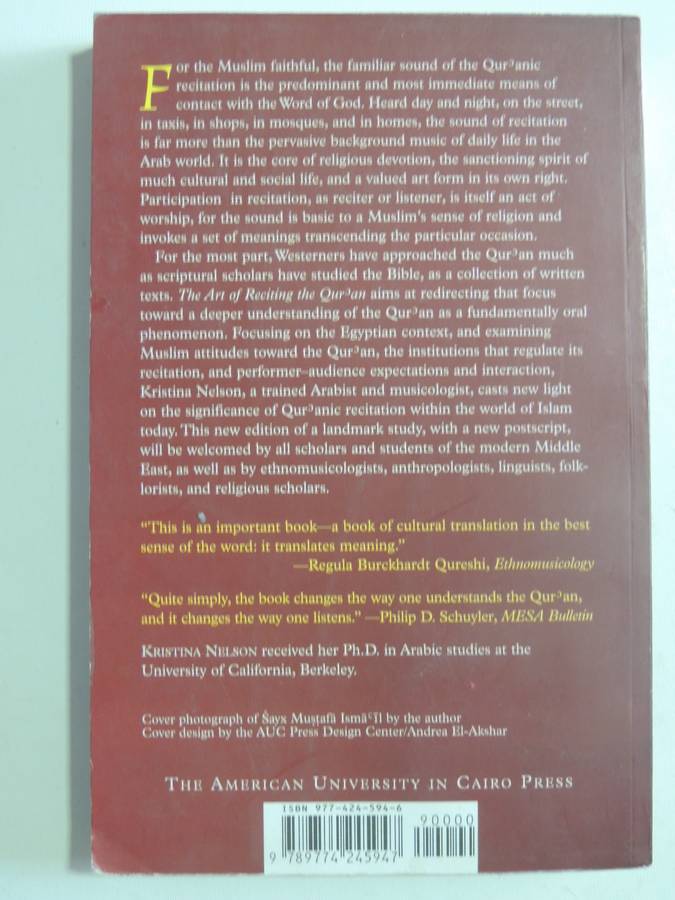 For the Muslim faithful, the familiar sound of the Qurʾanic
recitation is the predominant and most immediate means of
contact with the Word of God. Heard day and night, on the street,
in taxis, in shops, in mosques, and in homes, the sound of recitation
is far more than the pervasive background music of daily life in the
Arab world. It is the core of religious devotion, the sanctioning spirit of
much cultural and social life, and a valued art form in its own right.
Participation in recitation, as reciter or listener, is itself an act of
worship, for the sound is basic to a Muslim's sense of religion and
invokes a set of meanings transcending the particular occasion.
For the most part, Westerners have approached the Qurʾan much
as scriptural scholars have studied the Bible, as a collection of written
texts. The Art of Reciting the Qurʾan aims at redirecting that focus
toward a deeper understanding of the Qurʾan as a fundamentally oral
phenomenon. Focusing on the Egyptian context, and examining
Muslim attitudes toward the Qurʾan, the institutions that regulate its
recitation, and performer–audience expectations and interaction,
Kristina Nelson, a trained Arabist and musicologist, casts new light
on the significance of Qurʾanic recitation within the world of Islam
today. This new edition of a landmark study, with a new postscript,
will be welcomed by all scholars and students of the modern Middle
East, as well as by ethnomusicologists, anthropologists, linguists, folk-
lorists, and religious scholars.
“This is an important book—a book of cultural translation in the best
sense of the word: it translates meaning.”
—Regula Burckhardt Qureshi, Ethnomusicology
“Quite simply, the book changes the way one understands the Qurʾan,
and it changes the way one listens.” —Philip D. Schuyler, MESA Bulletin
KRISTINA NELSON received her Ph.D. in Arabic studies at the
University of California, Berkeley.
Cover photograph of Šayx Muṣṭafā Ismāʿīl by the author
Cover design by the AUC Press Design Center/Andrea El-Akshar
THE AMERICAN UNIVERSITY IN CAIRO PRESS
ISBN 977-424-594-6
90000
9 789774 245947